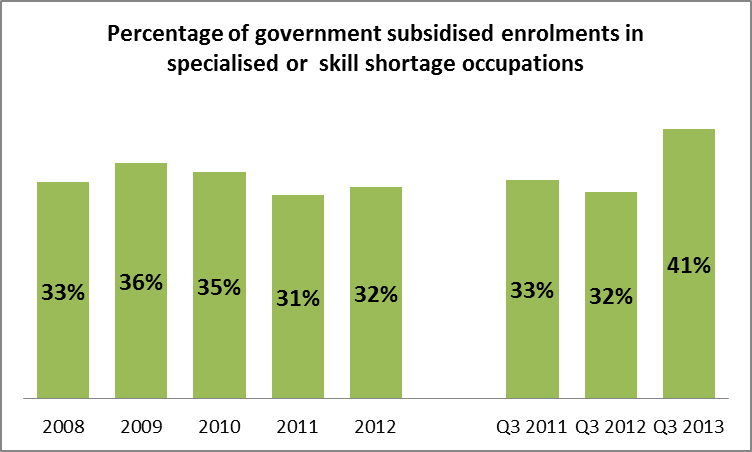 Percentage of government subsidised enrolments in
specialised or  skill shortage occupations
33%
36%
35%
31%
32%
33%
32%
41%
2008
2009
2010
2011
2012
Q3 2011
Q3 2012
Q3 2013